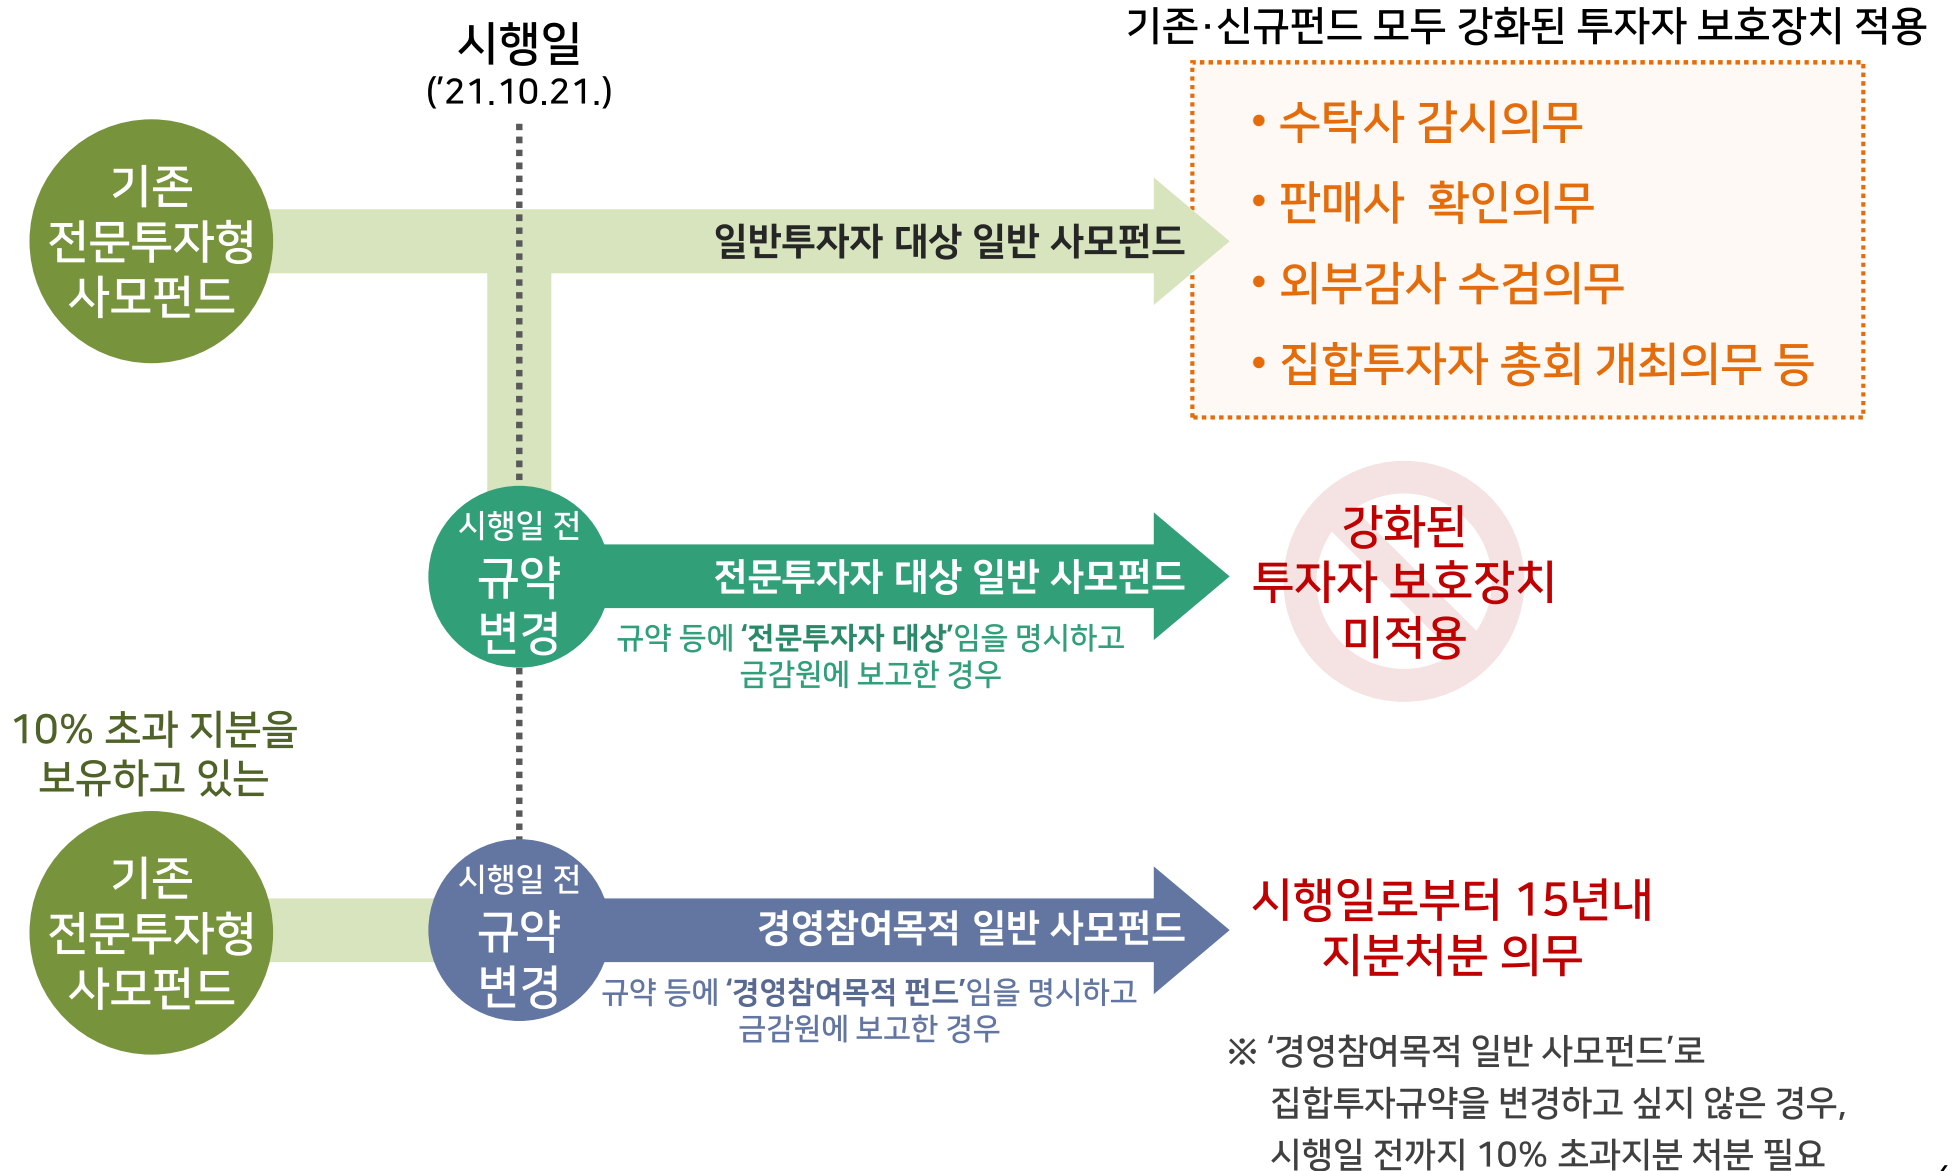 시행일
(’21.10.21.)
기존·신규펀드 모두 강화된 투자자 보호장치 적용
기존
전문투자형
사모펀드
일반투자자 대상 일반 사모펀드
• 수탁사 감시의무
• 판매사 확인의무
• 외부감사 수검의무
• 집합투자자 총회 개최의무 등
시행일 전
규약
변경
전문투자자 대상 일반 사모펀드
규약 등에 ‘전문투자자 대상’임을 명시하고
금감원에 보고한 경우
강화된
투자자 보호장치
미적용
10% 초과 지분을
보유하고 있는
기존
전문투자형
사모펀드
시행일 전
규약
변경
경영참여목적 일반 사모펀드
규약 등에 ‘경영참여목적 펀드’임을 명시하고
금감원에 보고한 경우
시행일로부터 15년내
지분처분 의무
※ ‘경영참여목적 일반 사모펀드’로
집합투자규약을 변경하고 싶지 않은 경우,
시행일 전까지 10% 초과지분 처분 필요